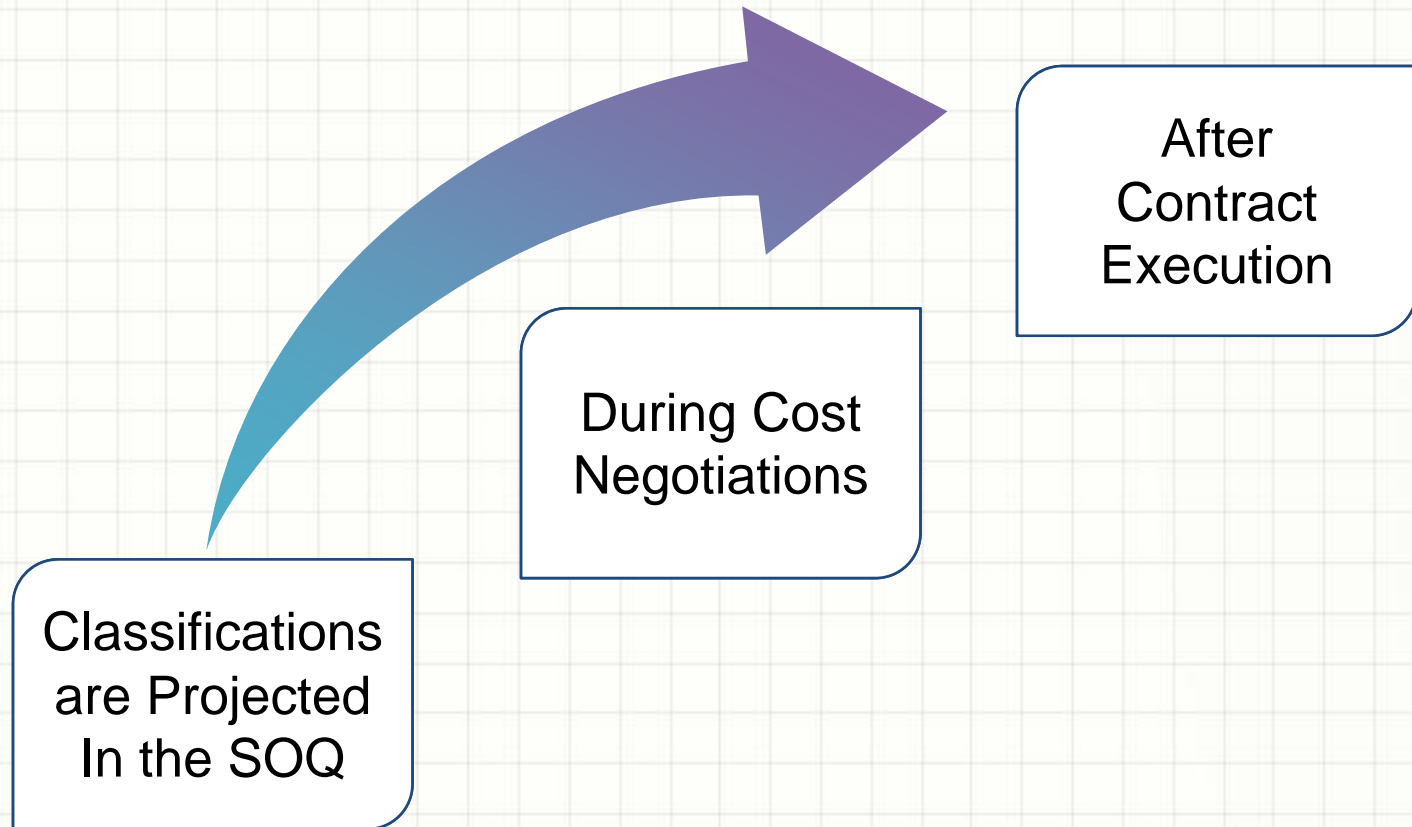 Classifications
are Projected
In the SOQ
During Cost
Negotiations
After
Contract
Execution